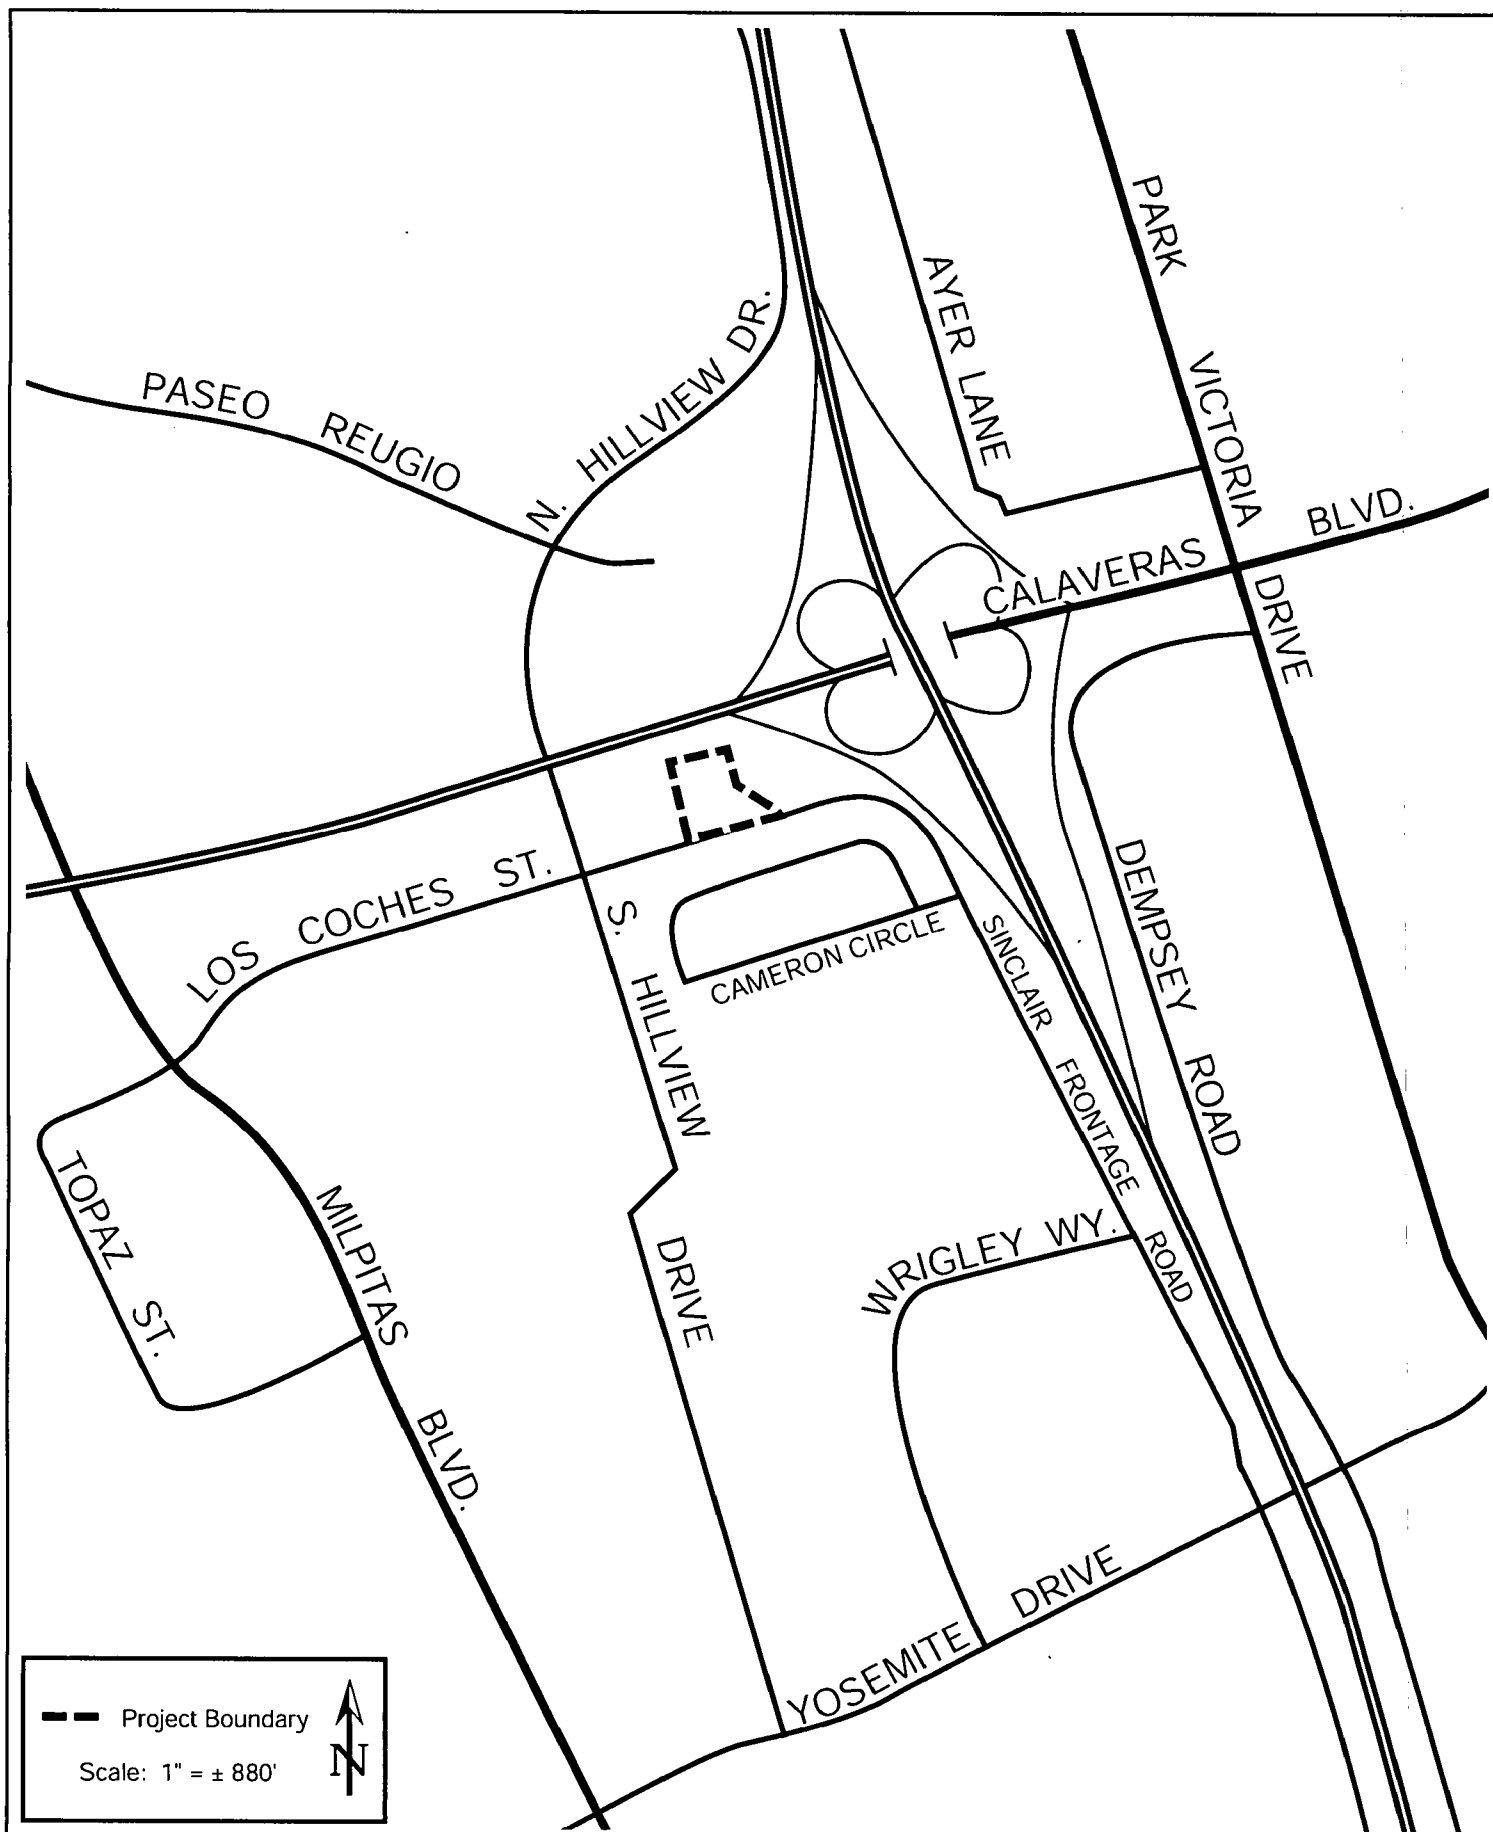 PARK VICTORIA DRIVE
AYER LANE
N. HILLVIEW DR.
PASEO REUGIO
CALAVERAS BLVD.
DEMPSEY ROAD
LOS COCHES ST.
S. HILLVIEW DRIVE
CAMERON CIRCLE
SINCLAIR FRONTAGE ROAD
TOPAZ ST.
MILPITAS BLVD.
WRIGLEY WY.
YOSEMITE DRIVE
Project Boundary
Scale: 1" = ± 880'
N